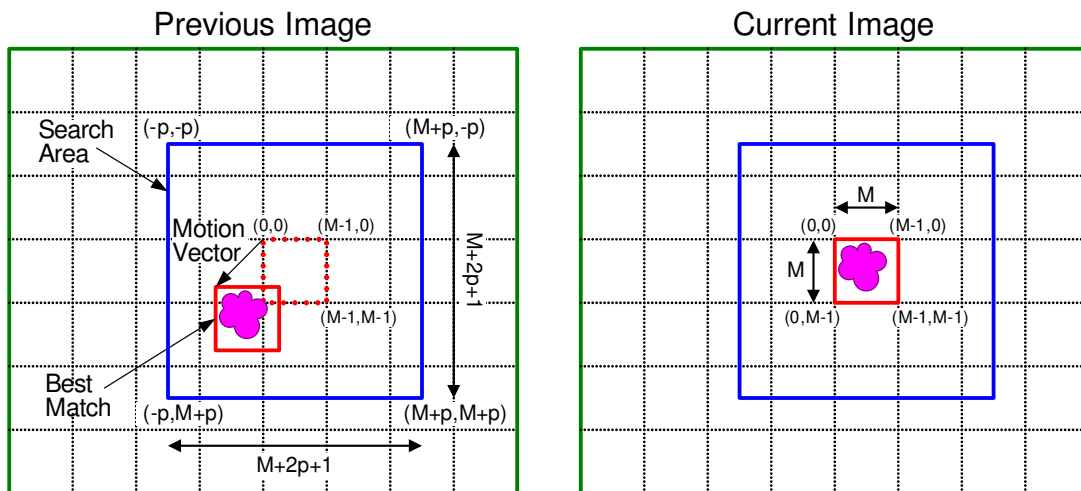 Previous Image
Search
Area
(-p,-p)
(M+p,-p)
Motion
Vector
(0,0)
(M-1,0)
M+2p+1
(M-1,M-1)
Best
Match
(-p,M+p)
(M+p,M+p)
M+2p+1
Current Image
M
(0,0)
(M-1,0)
M
(0,M-1)
(M-1,M-1)